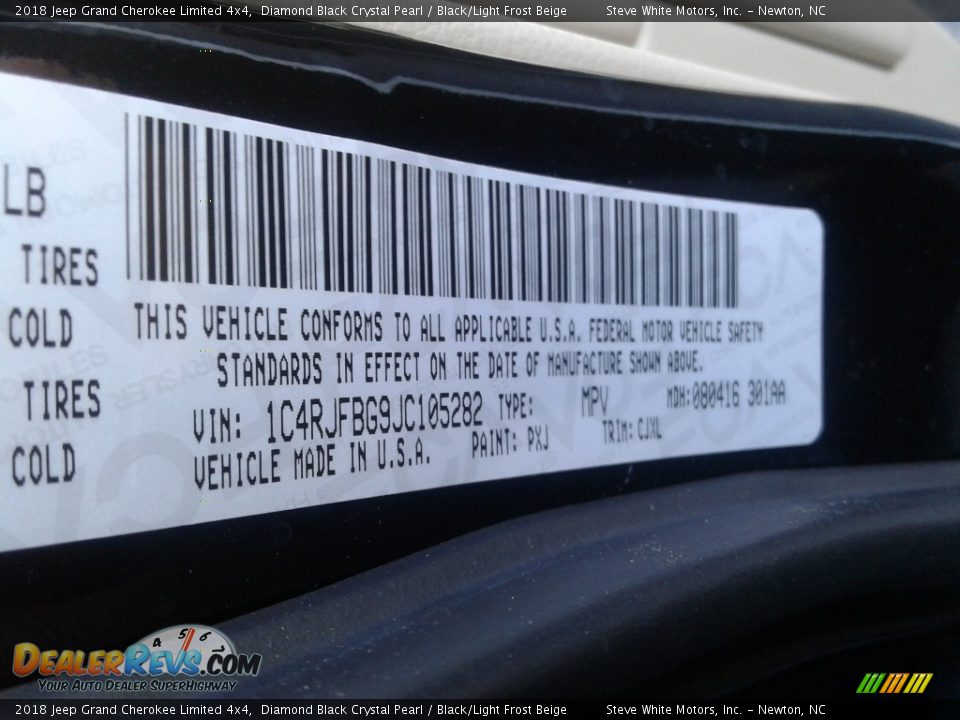 2018 Jeep Grand Cherokee Limited 4x4, Diamond Black Crystal Pearl / Black/Light Frost Beige Steve White Motors, Inc. – Newton, NC
LB
TIRES
COLD
TIRES
COLD
THIS VEHICLE CONFORMS TO ALL APPLICABLE U.S.A. FEDERAL MOTOR VEHICLE SAFETY
STANDARDS IN EFFECT ON THE DATE OF MANUFACTURE SHOWN ABOVE.
VIN: 1C4RJFBG9JC105282 TYPE: MPV MDH:080416 301AA
VEHICLE MADE IN U.S.A. PAINT: PXJ TRIM: CJXL
4 5 6
DEALERREVS.COM
YOUR AUTO DEALER SUPERHIGHWAY
2018 Jeep Grand Cherokee Limited 4x4, Diamond Black Crystal Pearl / Black/Light Frost Beige Steve White Motors, Inc. – Newton, NC